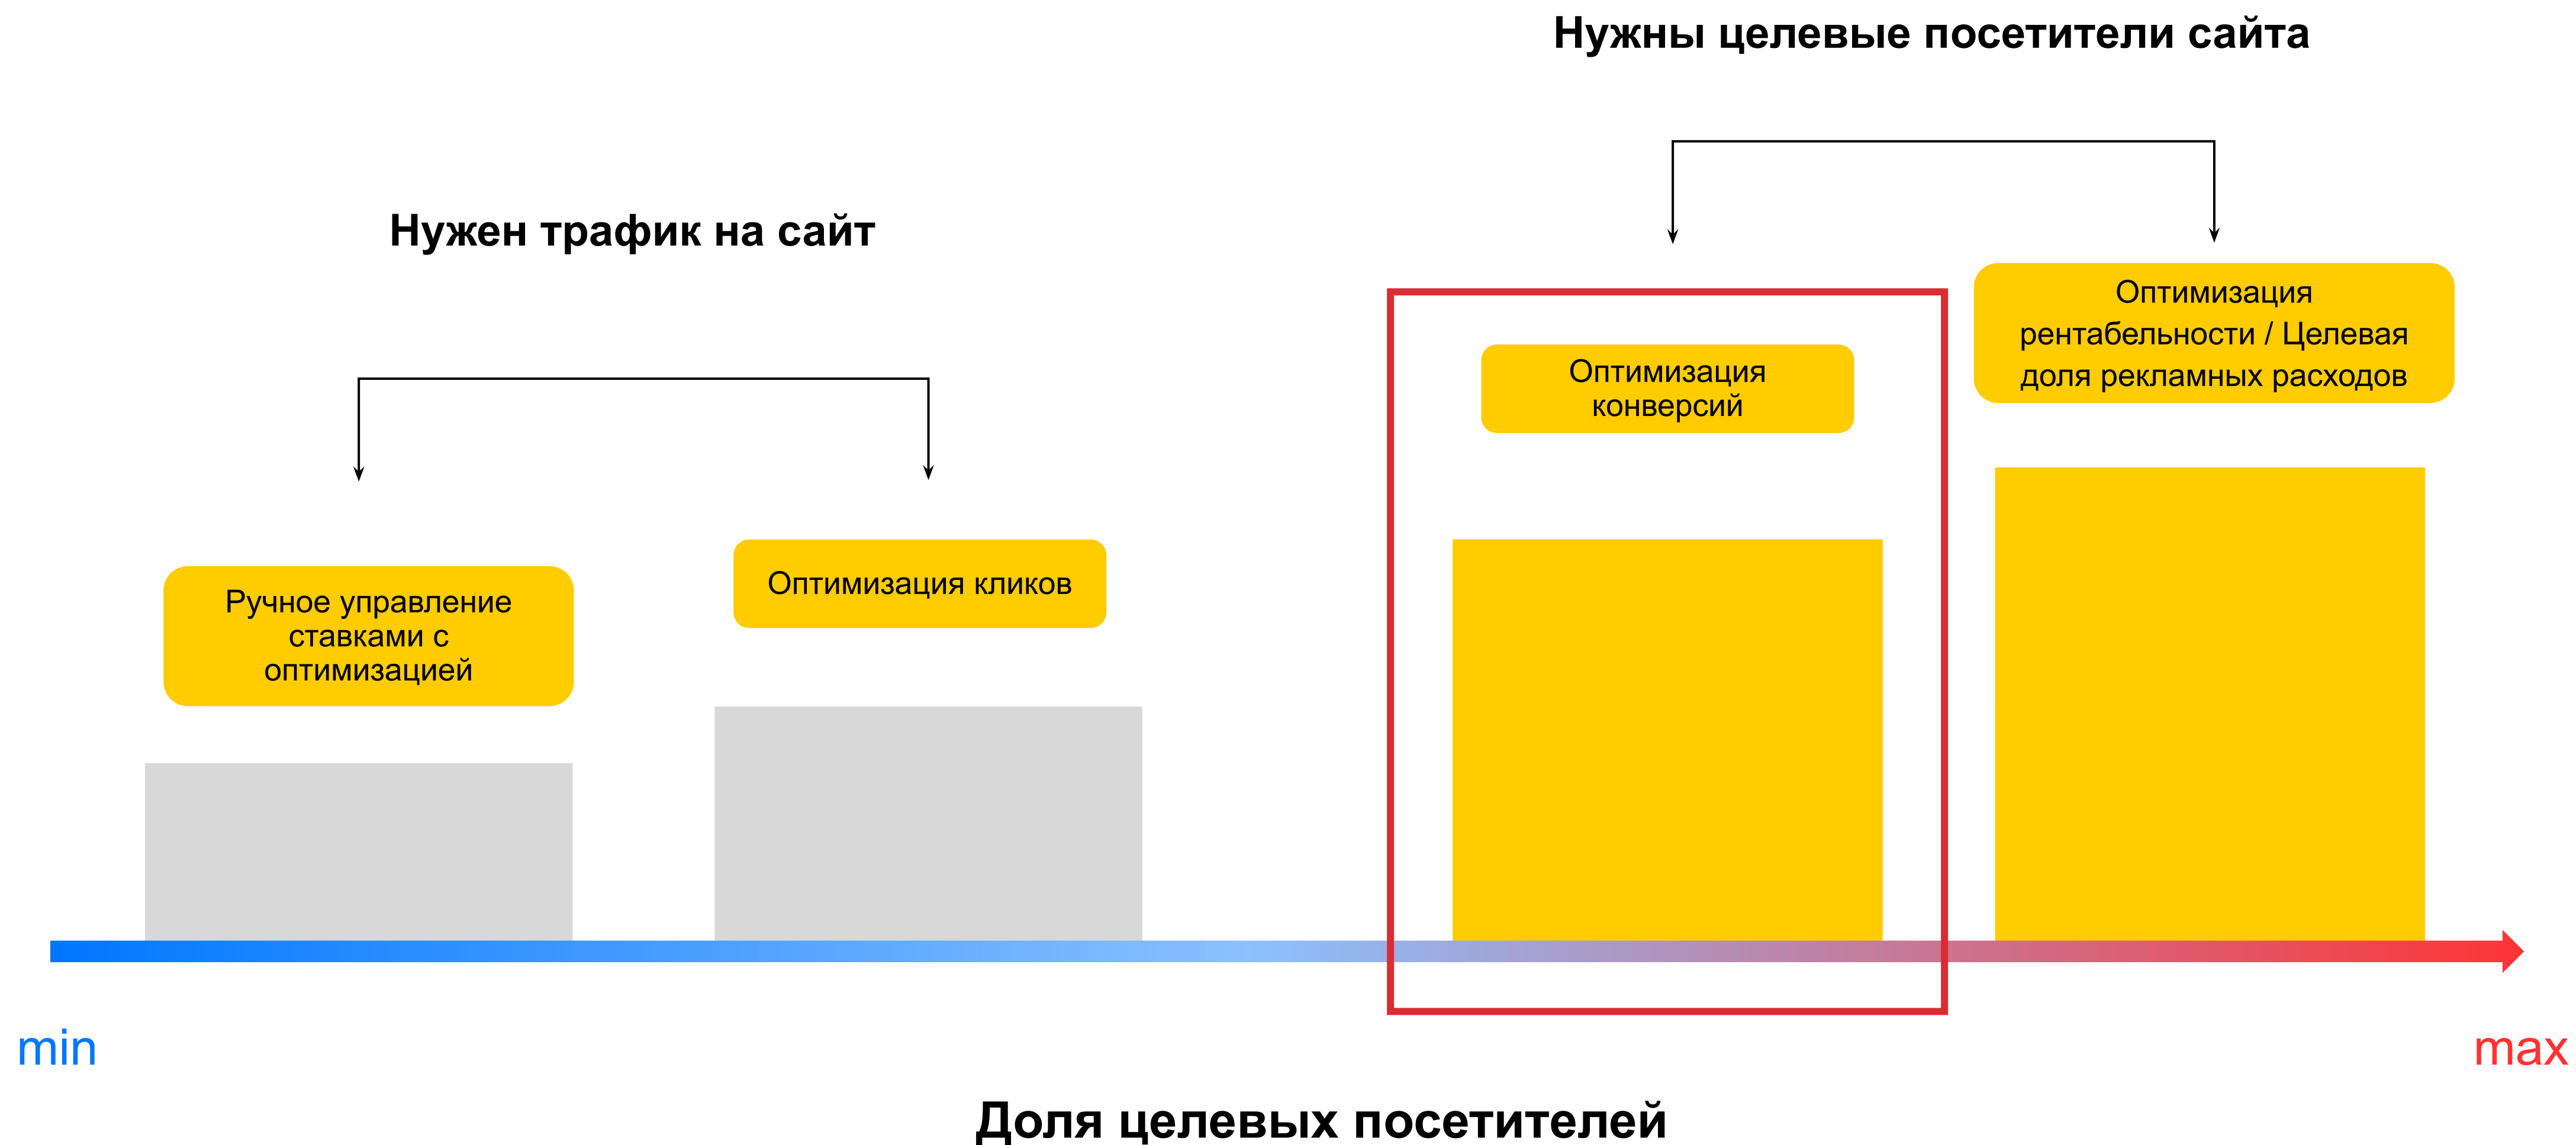 Нужны целевые посетители сайта
Нужен трафик на сайт
Оптимизация
рентабельности / Целевая
доля рекламных расходов
Оптимизация
конверсий
Оптимизация кликов
Ручное управление
ставками с
оптимизацией
min
max
Доля целевых посетителей